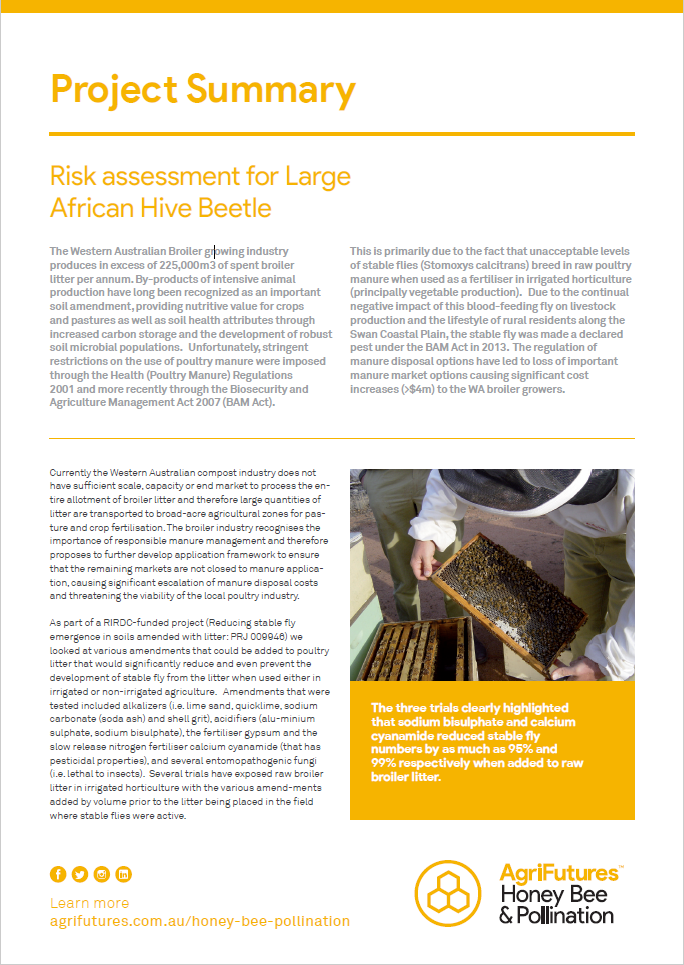 Project Summary
Risk assessment for Large
African Hive Beetle
The Western Australian Broiler growing industry
produces in excess of 225,000m3 of spent broiler
litter per annum. By-products of intensive animal
production have long been recognized as an important
soil amendment, providing nutritive value for crops
and pastures as well as soil health attributes through
increased carbon storage and the development of robust
soil microbial populations.  Unfortunately, stringent
restrictions on the use of poultry manure were imposed
through the Health (Poultry Manure) Regulations
2001 and more recently through the Biosecurity and
Agriculture Management Act 2007 (BAM Act).
This is primarily due to the fact that unacceptable levels
of stable flies (Stomoxys calcitrans) breed in raw poultry
manure when used as a fertiliser in irrigated horticulture
(principally vegetable production).  Due to the continual
negative impact of this blood-feeding fly on livestock
production and the lifestyle of rural residents along the
Swan Coastal Plain, the stable fly was made a declared
pest under the BAM Act in 2013. The regulation of
manure disposal options have led to loss of important
manure market options causing significant cost
increases (>$4m) to the WA broiler growers.
Currently the Western Australian compost industry does not
have sufficient scale, capacity or end market to process the en-
tire allotment of broiler litter and therefore large quantities of
litter are transported to broad-acre agricultural zones for pas-
ture and crop fertilisation. The broiler industry recognises the
importance of responsible manure management and therefore
proposes to further develop application framework to ensure
that the remaining markets are not closed to manure applica-
tion, causing significant escalation of manure disposal costs
and threatening the viability of the local poultry industry.
As part of a RIRDC-funded project (Reducing stable fly
emergence in soils amended with litter: PRJ 009946) we
looked at various amendments that could be added to poultry
litter that would significantly reduce and even prevent the
development of stable fly from the litter when used either in
irrigated or non-irrigated agriculture.  Amendments that were
tested included alkalizers (i.e. lime sand, quicklime, sodium
carbonate (soda ash) and shell grit), acidifiers (alu-minium
sulphate, sodium bisulphate), the fertiliser gypsum and the
slow release nitrogen fertiliser calcium cyanamide (that has
pesticidal properties), and several entomopathogenic fungi
(i.e. lethal to insects).  Several trials have exposed raw broiler
litter in irrigated horticulture with the various amend-ments
added by volume prior to the litter being placed in the field
where stable flies were active.
The three trials clearly highlighted
that sodium bisulphate and calcium
cyanamide reduced stable fly
numbers by as much as 95% and
99% respectively when added to raw
broiler litter.
Learn more
agrifutures.com.au/honey-bee-pollination
AgriFutures™
Honey Bee
& Pollination